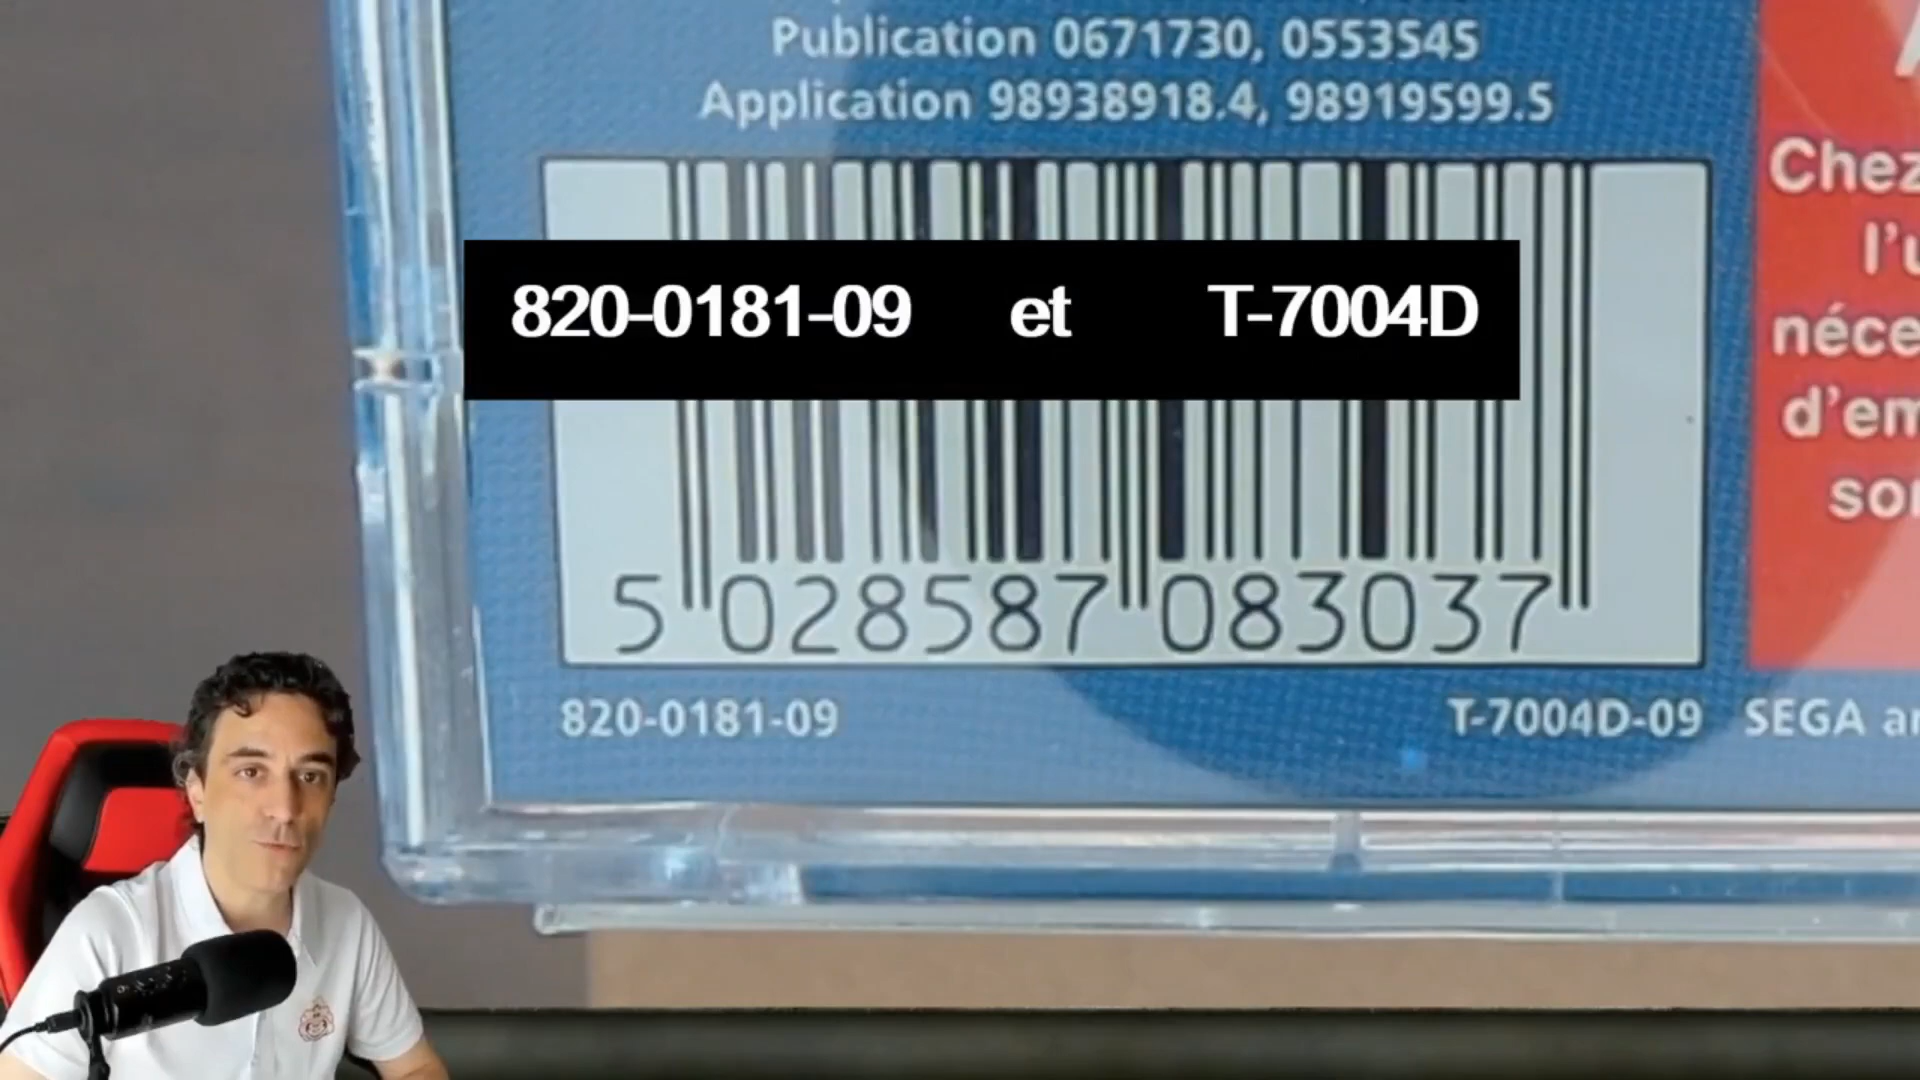 Publication 0671730, 0553545
Application 98938918.4, 98919599.5
820-0181-09 et T-7004D
5 028587 083037
820-0181-09
T-7004D-09
SEGA
Chez
l'u
néce
d'em
son